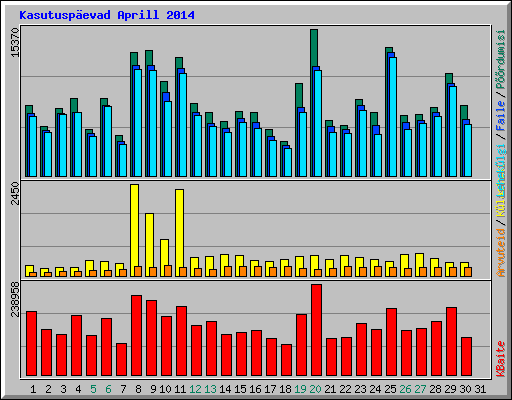 Kasutuspäevad Aprill 2014
15370
2450
238958
Pöördumisi
/ Faile /
Arvuteid /
KBaite
1 2 3 4 5 6 7 8 9 10 11 12 13 14 15 16 17 18 19 20 21 22 23 24 25 26 27 28 29 30 31